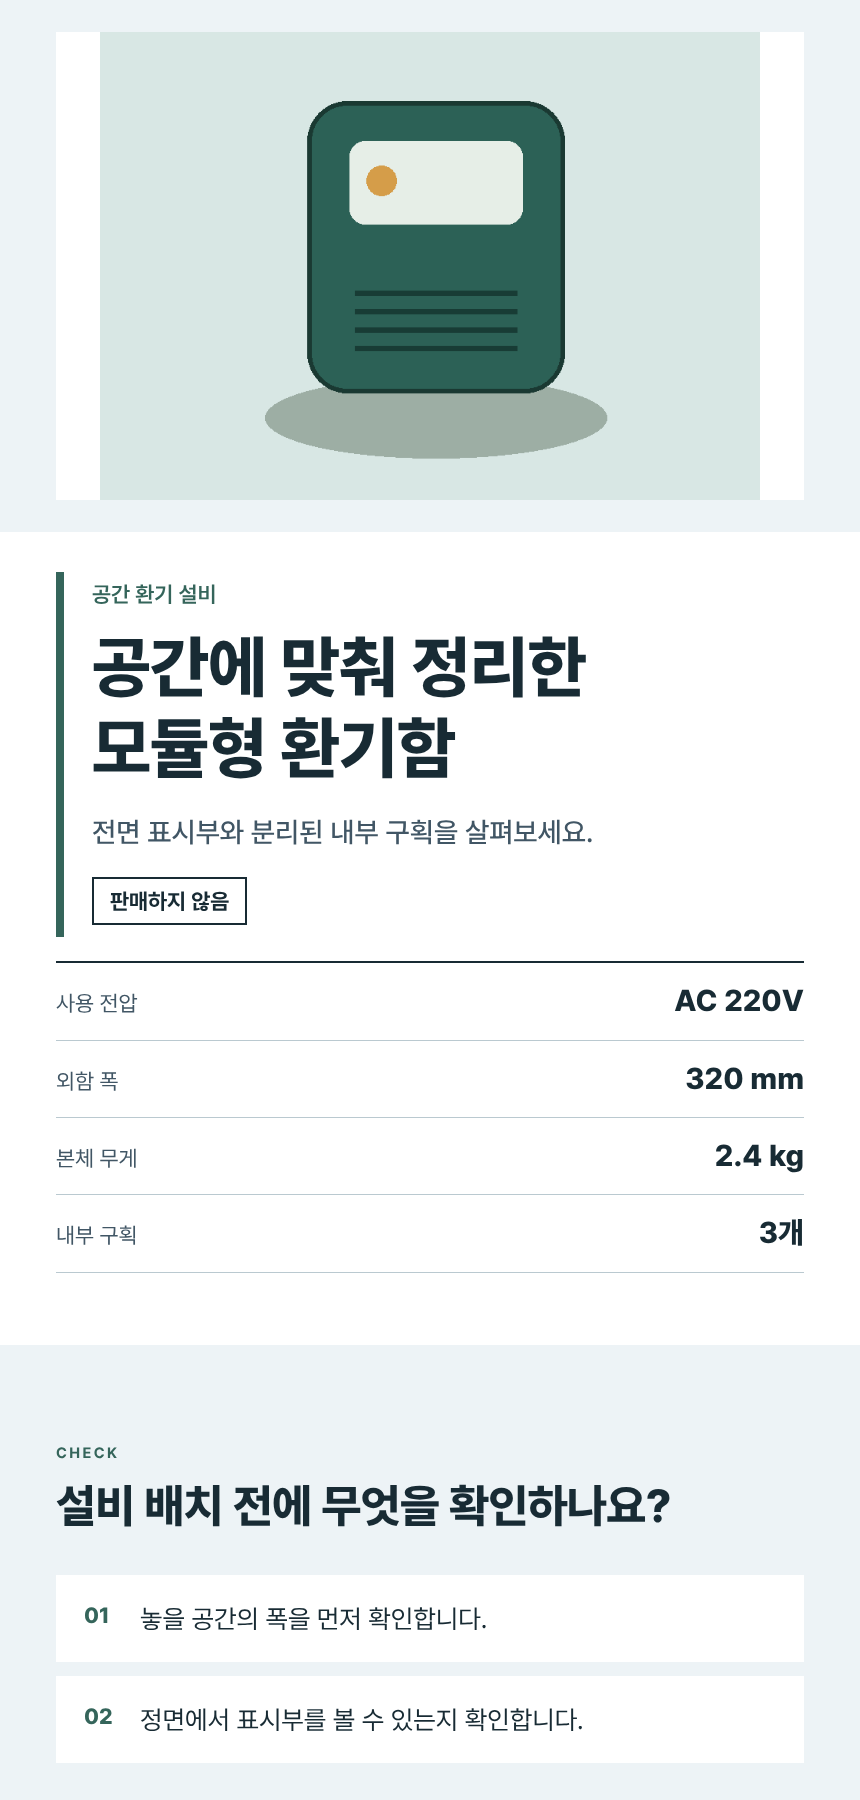 공간 환기 설비
공간에 맞춰 정리한
모듈형 환기함
전면 표시부와 분리된 내부 구획을 살펴보세요.
판매하지 않음
사용 전압 AC 220V
외함 폭 320 mm
본체 무게 2.4 kg
내부 구획 3개
CHECK
설비 배치 전에 무엇을 확인하나요?
01 놓을 공간의 폭을 먼저 확인합니다.
02 정면에서 표시부를 볼 수 있는지 확인합니다.